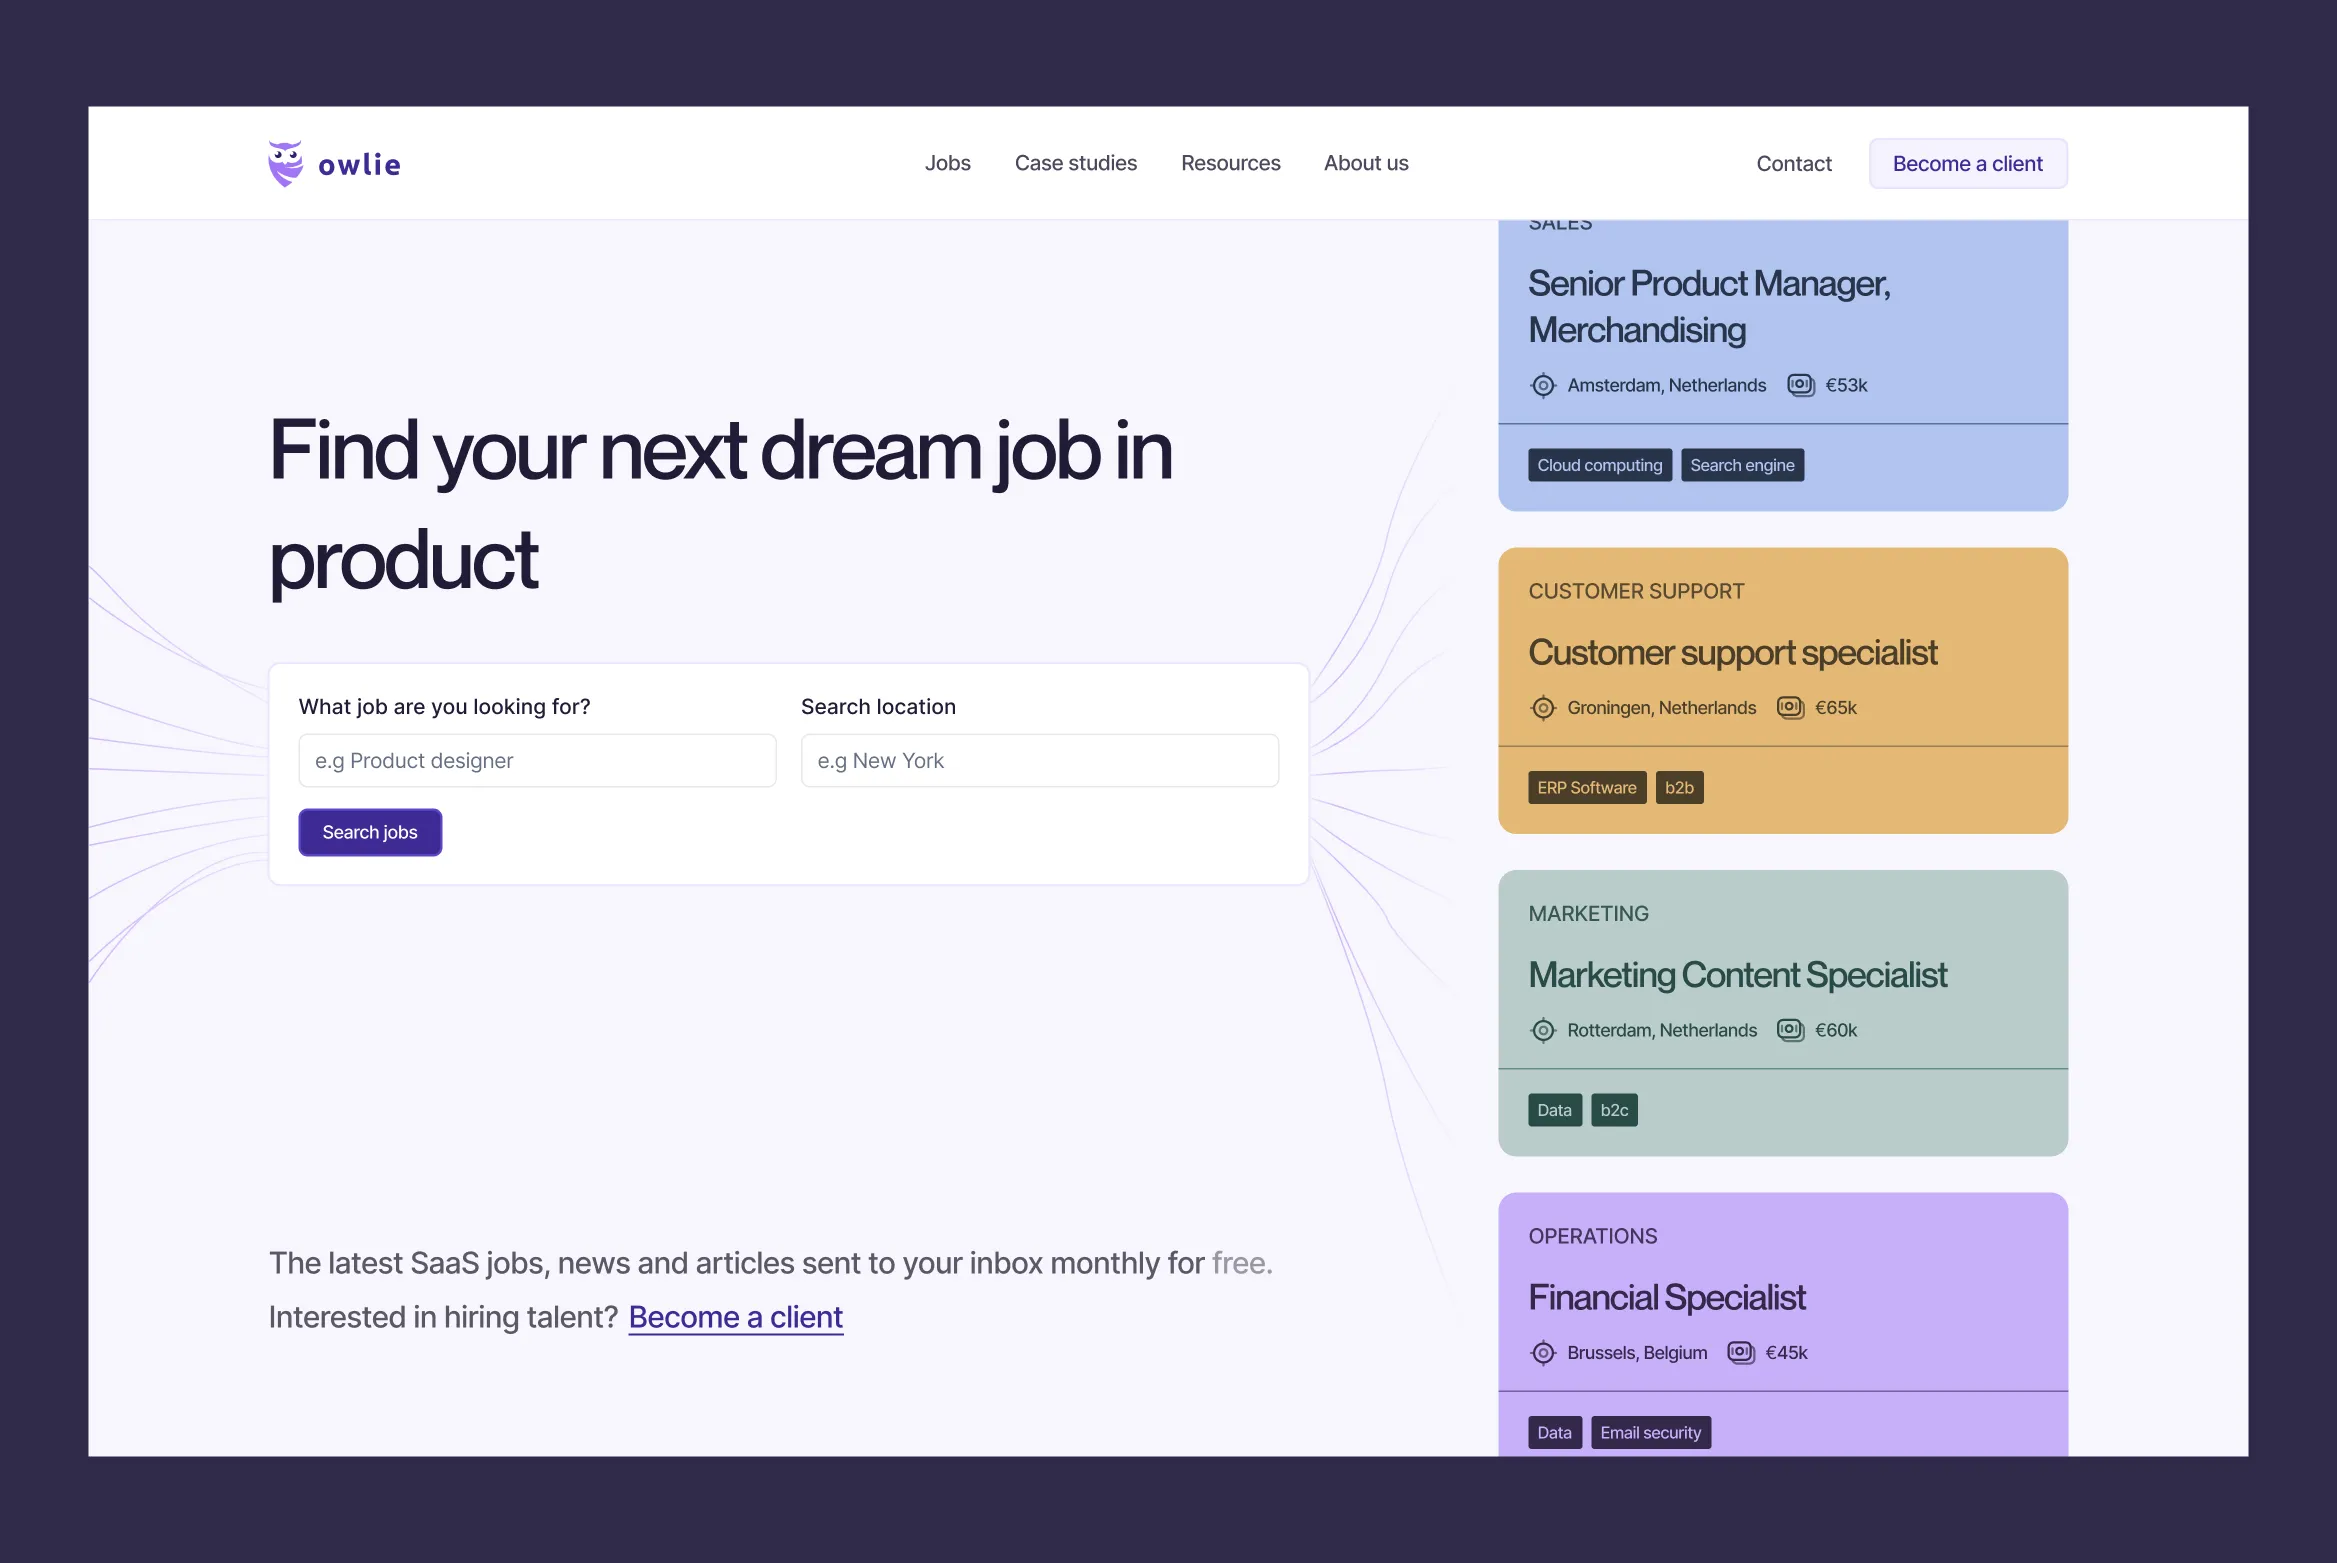 owlie
Jobs
Case studies
Resources
About us
Contact
Become a client
Find your next dream job in
product
What job are you looking for?
e.g Product designer
Search location
e.g New York
Search jobs
The latest SaaS jobs, news and articles sent to your inbox monthly for free.
Interested in hiring talent? Become a client
SALES
Senior Product Manager,
Merchandising
Amsterdam, Netherlands €53k
Cloud computing Search engine
CUSTOMER SUPPORT
Customer support specialist
Groningen, Netherlands €65k
ERP Software b2b
MARKETING
Marketing Content Specialist
Rotterdam, Netherlands €60k
Data b2c
OPERATIONS
Financial Specialist
Brussels, Belgium €45k
Data Email security